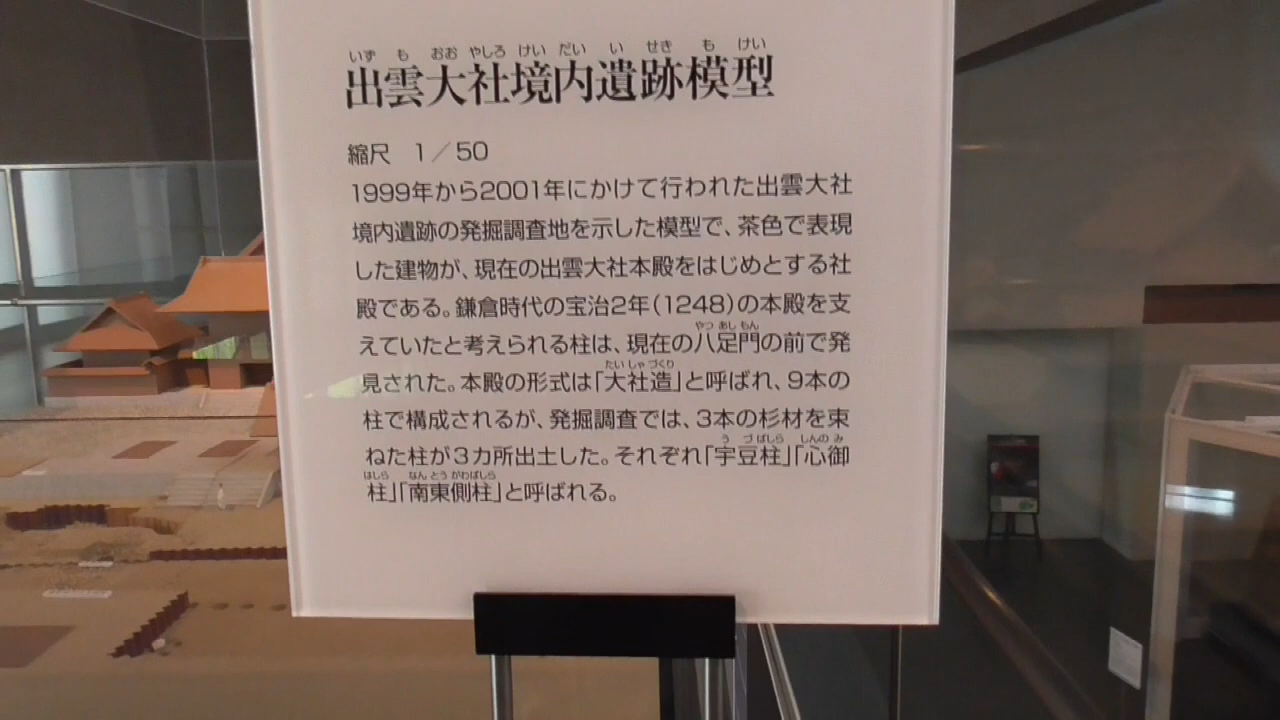 いずもおおやしろけいだいいせきもけい
出雲大社境内遺跡模型
縮尺 1/50
1999年から2001年にかけて行われた出雲大社
境内遺跡の発掘調査地を示した模型で、茶色で表現
した建物が、現在の出雲大社本殿をはじめとする社
殿である。鎌倉時代の宝治2年(1248)の本殿を支
やつあしもん
えていたと考えられる柱は、現在の八足門の前で発
たいしゃづくり
見された。本殿の形式は「大社造」と呼ばれ、9本の
柱で構成されるが、発掘調査では、3本の杉材を束
うづばしら しんのみ
ねた柱が3カ所出土した。それぞれ「宇豆柱」「心御
はしら なんとうがわばしら
柱」「南東側柱」と呼ばれる。